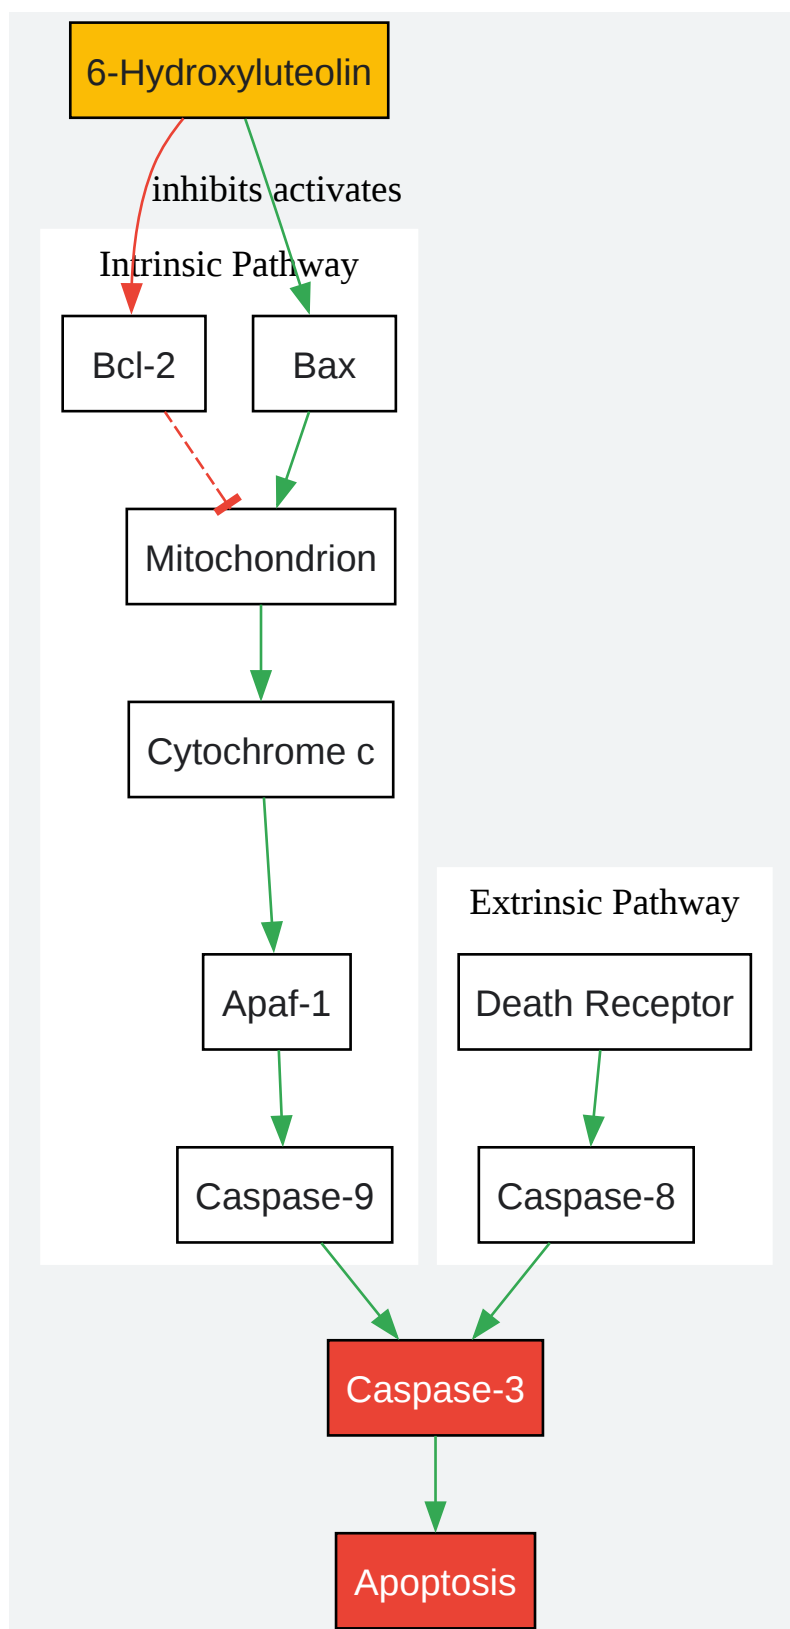 6-Hydroxyluteolin
inhibits activates
Intrinsic Pathway
Bcl-2
Bax
Mitochondrion
Cytochrome c
Extrinsic Pathway
Apaf-1
Death Receptor
Caspase-9
Caspase-8
Caspase-3
Apoptosis